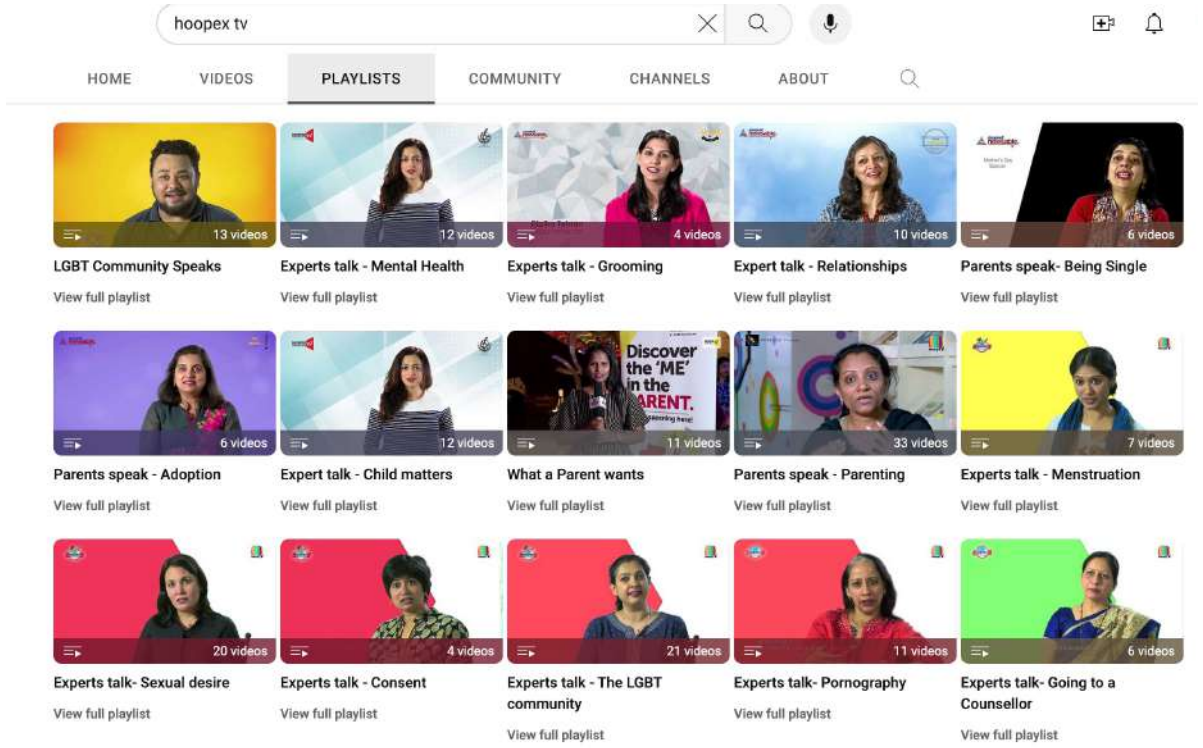 hoopex tv
HOME VIDEOS PLAYLISTS COMMUNITY CHANNELS ABOUT
13 videos 12 videos 4 videos 10 videos 6 videos
LGBT Community Speaks Experts talk - Mental Health Experts talk - Grooming Expert talk - Relationships Parents speak- Being Single
View full playlist View full playlist View full playlist View full playlist View full playlist
Discover
the 'ME'
in the
PARENT.
6 videos 12 videos 11 videos 33 videos 7 videos
Parents speak - Adoption Expert talk - Child matters What a Parent wants Parents speak - Parenting Experts talk - Menstruation
View full playlist View full playlist View full playlist View full playlist View full playlist
20 videos 4 videos 21 videos 11 videos 6 videos
Experts talk- Sexual desire Experts talk - Consent Experts talk - The LGBT Experts talk- Pornography Experts talk- Going to a
community Counsellor
View full playlist View full playlist View full playlist
View full playlist View full playlist